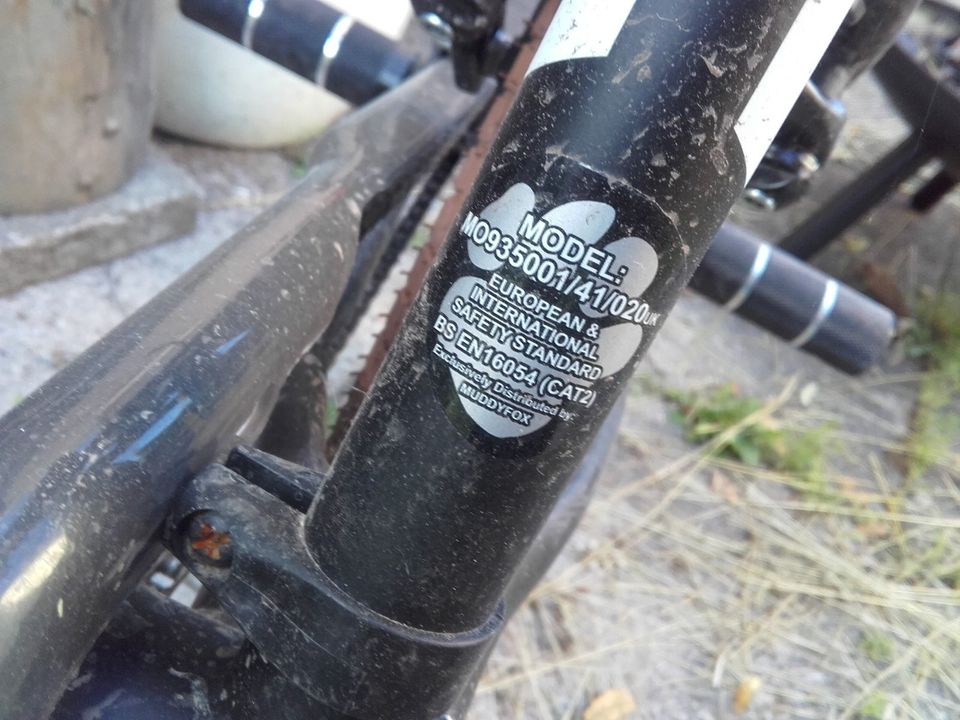 MODEL:
MO935001/41/020UK
EUROPEAN &
INTERNATIONAL
SAFETY STANDARD
BS EN16054 (CAT2)
Exclusively Distributed by:
MUDDYFOX